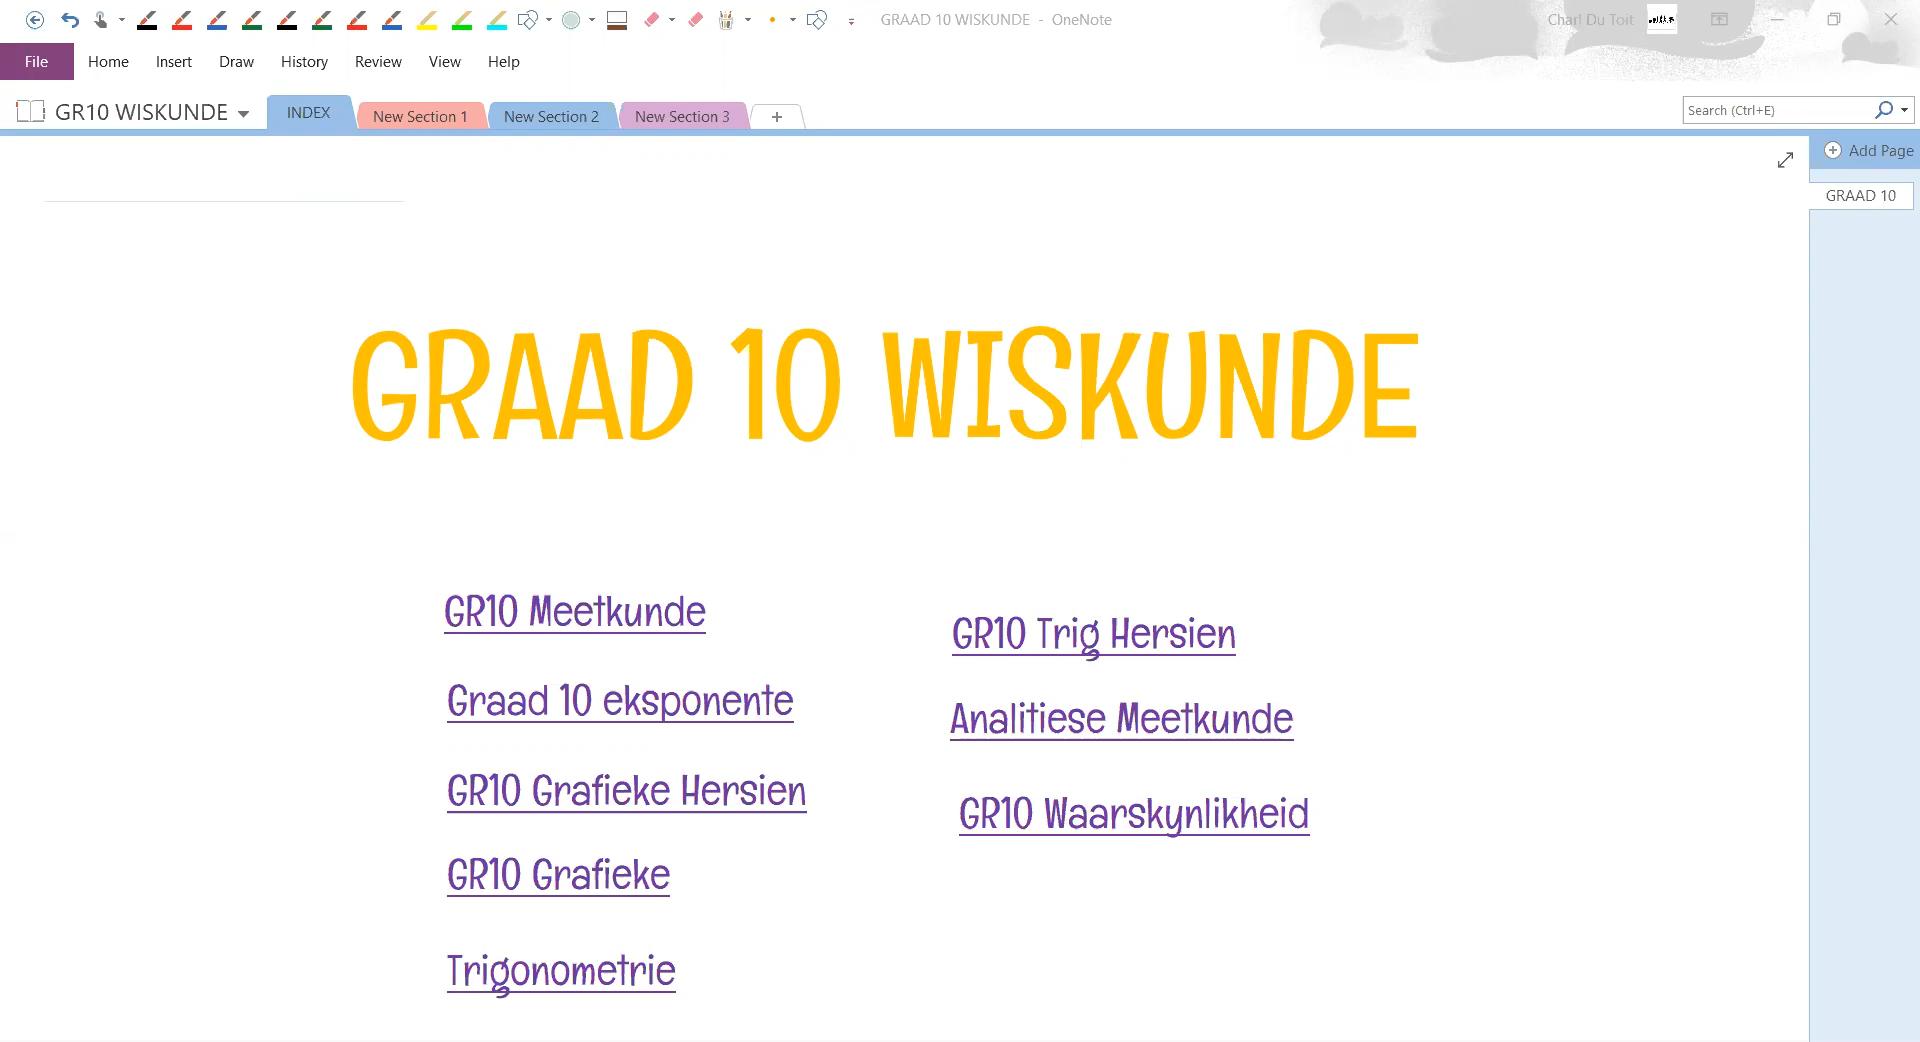 GRAAD 10 WISKUNDE - OneNote
Charl Du Toit
File Home Insert Draw History Review View Help
GR10 WISKUNDE INDEX New Section 1 New Section 2 New Section 3 +
Search (Ctrl+E)
Add Page
GRAAD 10
GRAAD 10 WISKUNDE
GR10 Meetkunde
Graad 10 eksponente
GR10 Grafieke Hersien
GR10 Grafieke
Trigonometrie
GR10 Trig Hersien
Analitiese Meetkunde
GR10 Waarskynlikheid